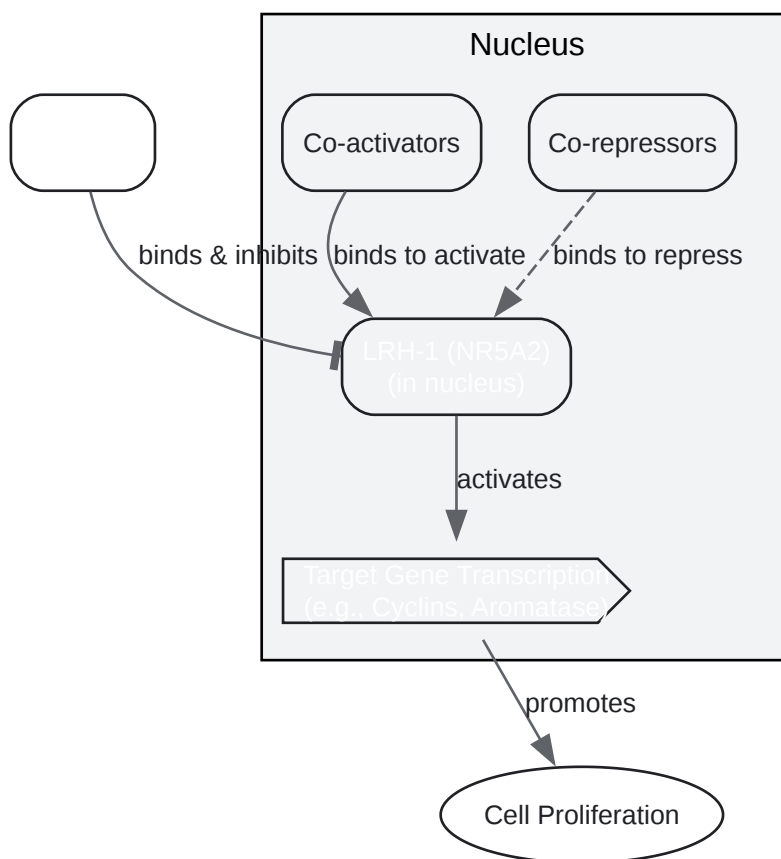 Nucleus
Co-activators
Co-repressors
binds & inhibits
binds to activate
binds to repress
LRH-1 (NR5A2)
(in nucleus)
activates
Target Gene Transcription
(e.g., Cyclins, Aromatase)
promotes
Cell Proliferation